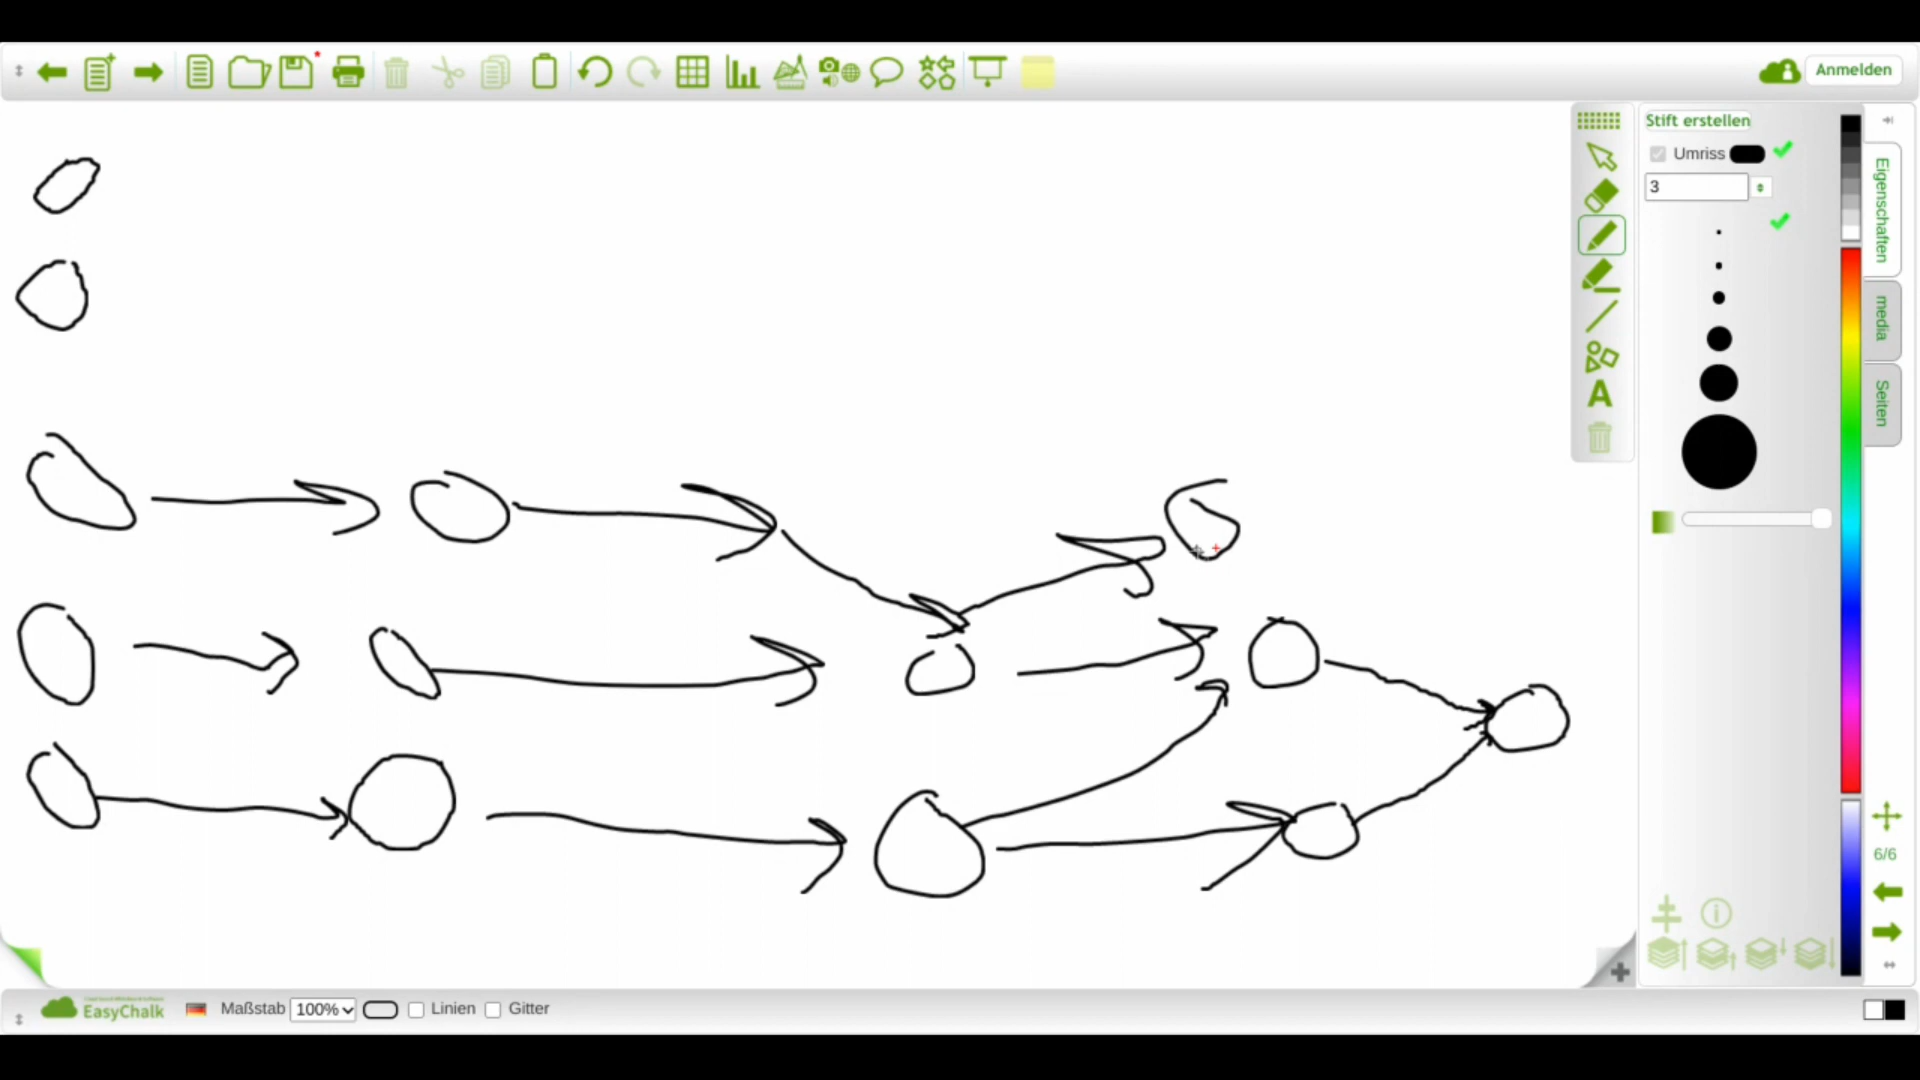 Anmelden
Stift erstellen
Umriss
3
Eigenschaften
media
Seiten
A
6/6
EasyChalk
Maßstab 100% Linien Gitter